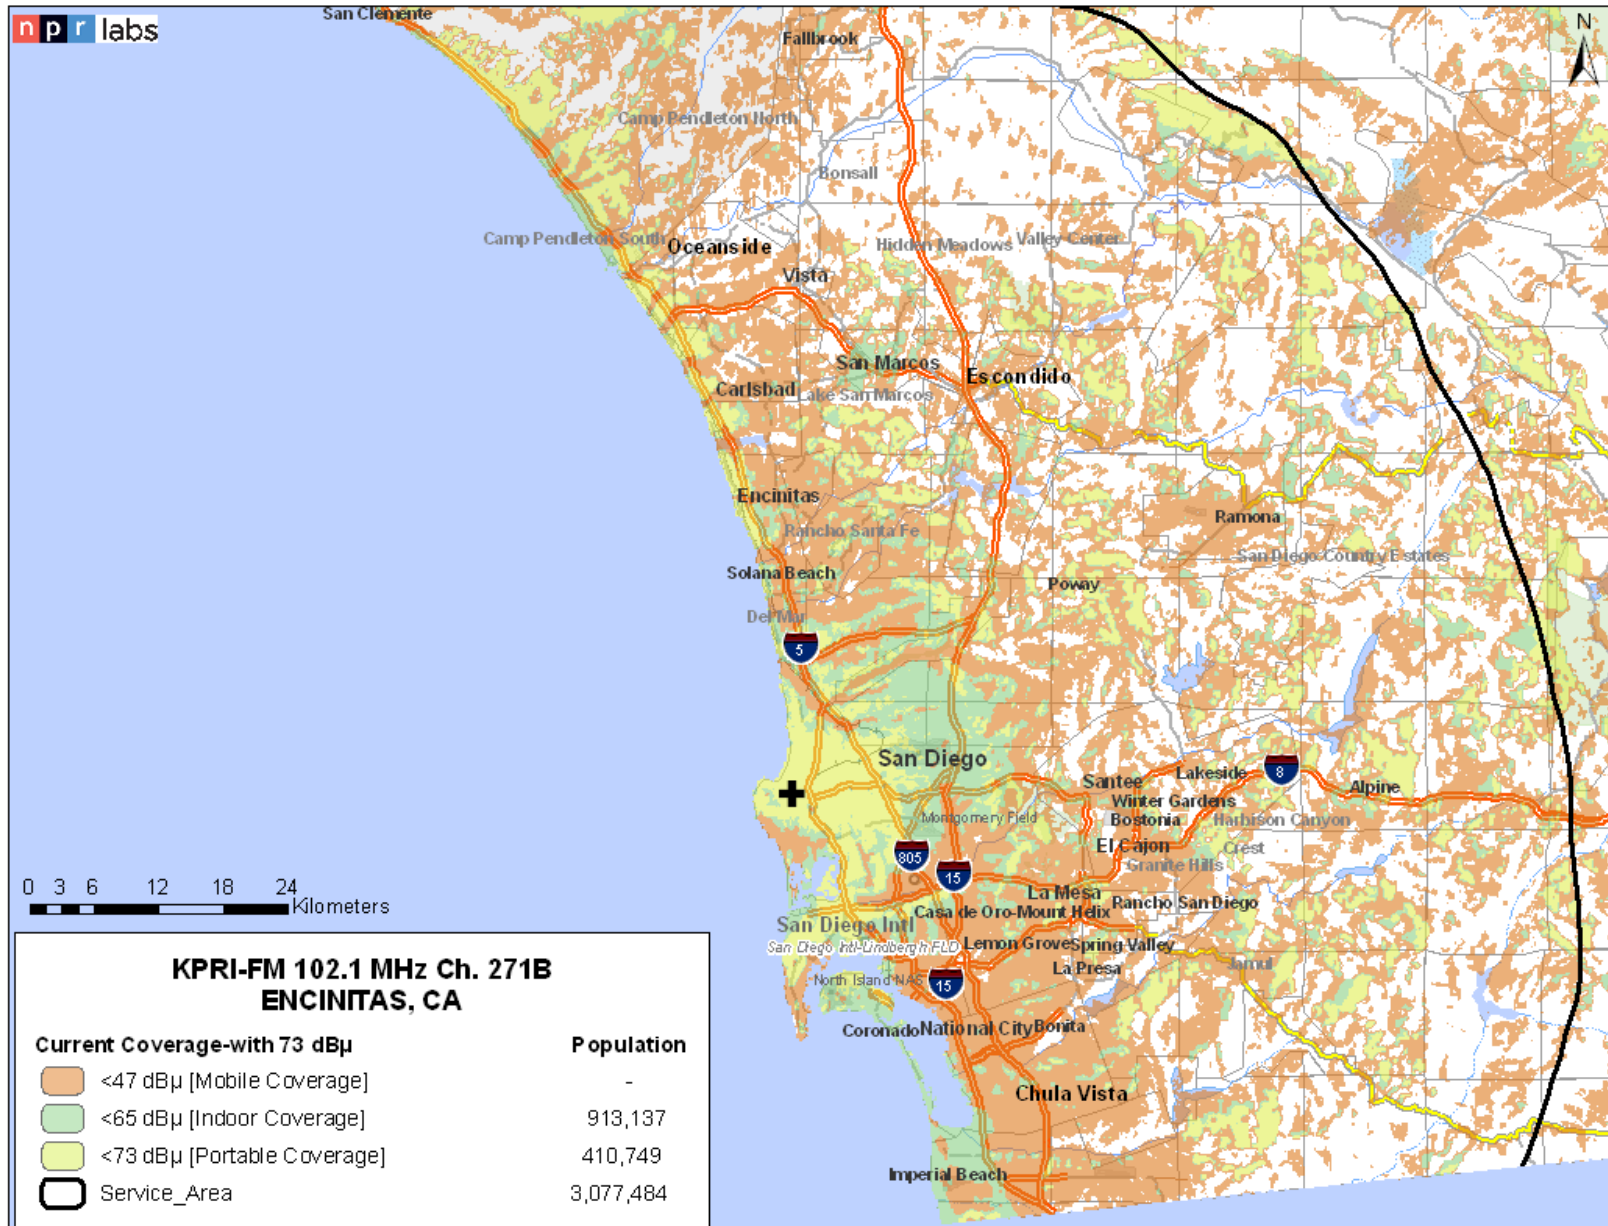 San Clemente
N
npr labs
Fallbrook
Camp Pendleton North
Bonsall
Camp Pendleton South
Oceanside
Hidden Meadows
Valley Center
Vista
San Marcos
Escondido
Carlsbad
Lake San Marcos
Encinitas
Ramona
Rancho Santa Fe
San Diego Country Estates
Solana Beach
Poway
Del Mar
5
San Diego
Santee
Lakeside
8
Alpine
Winter Gardens
Bostonia
Harbison Canyon
Montgomery Field
El Cajon
Crest
805
Granite Hills
15
0 3 6 12 18 24
Kilometers
La Mesa
Rancho San Diego
Casa de Oro-Mount Helix
San Diego Intl
San Diego Intl-Lindbergh FLD
Lemon Grove
Spring Valley
La Presa
Jamul
North Island NAS
15
Coronado
National City
Bonita
Chula Vista
Imperial Beach
KPRI-FM 102.1 MHz Ch. 271B
ENCINITAS, CA
Current Coverage-with 73 dBµ Population
<47 dBµ [Mobile Coverage] -
<65 dBµ [Indoor Coverage] 913,137
<73 dBµ [Portable Coverage] 410,749
Service_Area 3,077,484